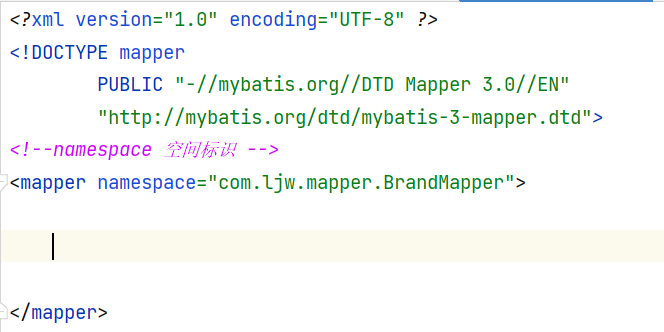 <?xml version="1.0" encoding="UTF-8" ?>
<!DOCTYPE mapper
        PUBLIC "-//mybatis.org//DTD Mapper 3.0//EN"
        "http://mybatis.org/dtd/mybatis-3-mapper.dtd">
<!--namespace 空间标识 -->
<mapper namespace="com.ljw.mapper.BrandMapper">
</mapper>